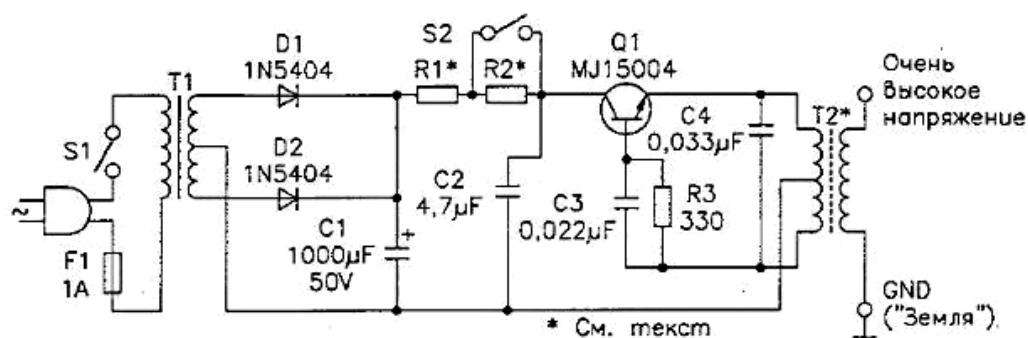 D1
1N5404
T1
S1
~
F1
1A
D2
1N5404
C1
+
1000µF
50V
S2
R1*
R2*
C2
4,7µF
Q1
MJ15004
C3
0,022µF
R3
330
C4
0,033µF
T2*
Очень
высокое
напряжение
GND
("Земля")
* См. текст